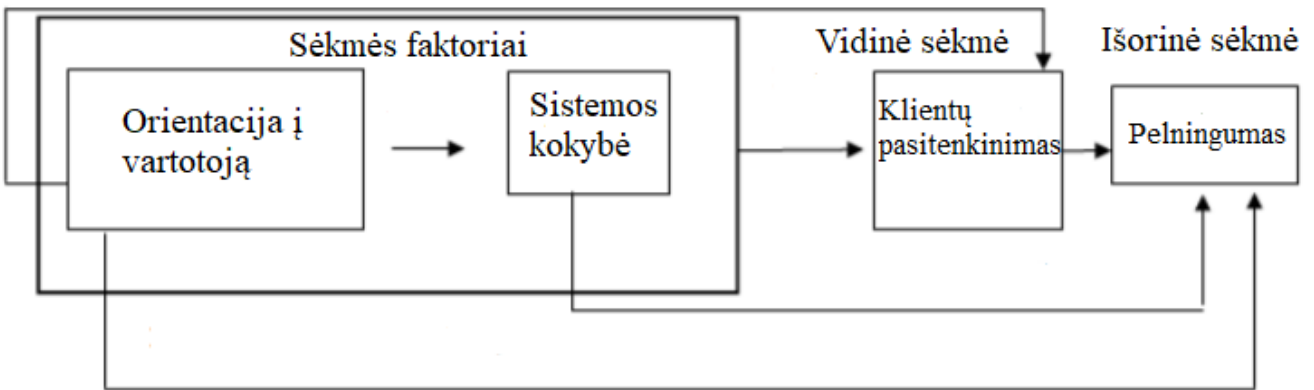 Sėkmės faktoriai
Vidinė sėkmė
Išorinė sėkmė
Orientacija į
vartotoją
Sistemos
kokybė
Klientų
pasitenkinimas
Pelningumas